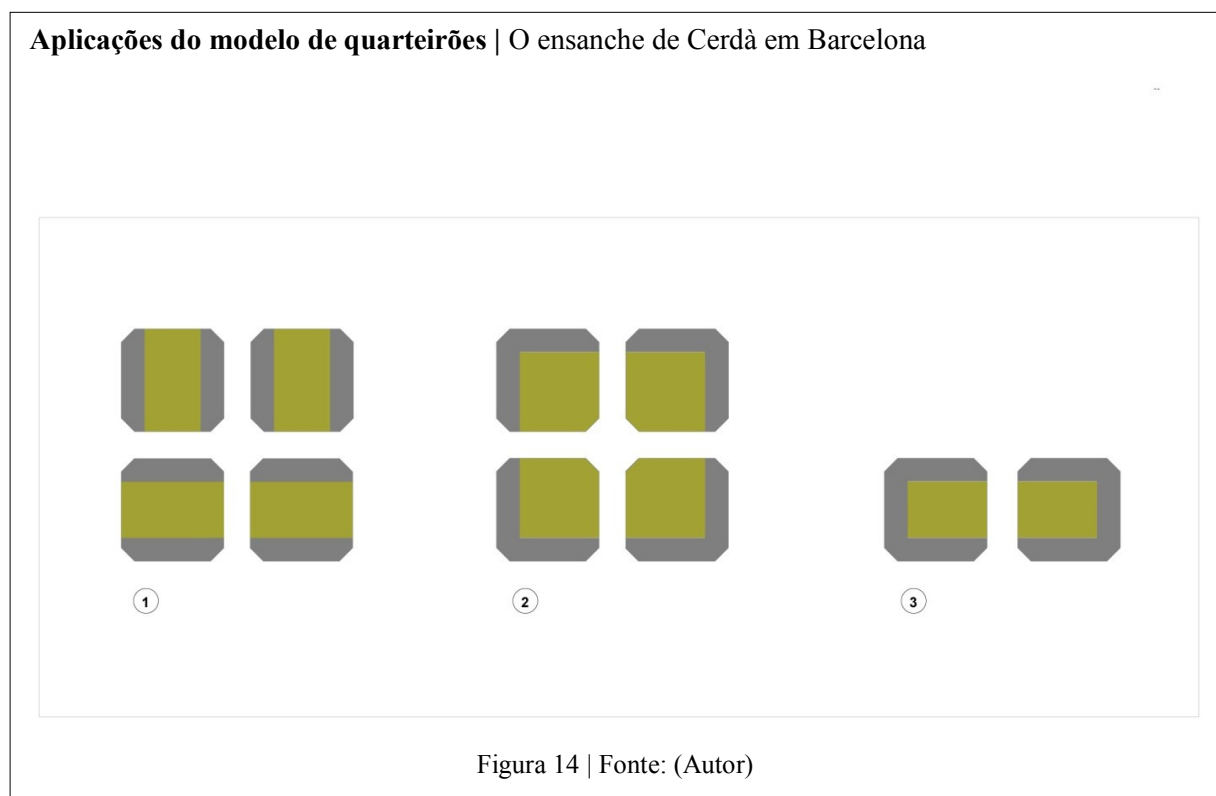 Aplicações do modelo de quarteirões | O ensanche de Cerdà em Barcelona
1 2 3
Figura 14 | Fonte: (Autor)